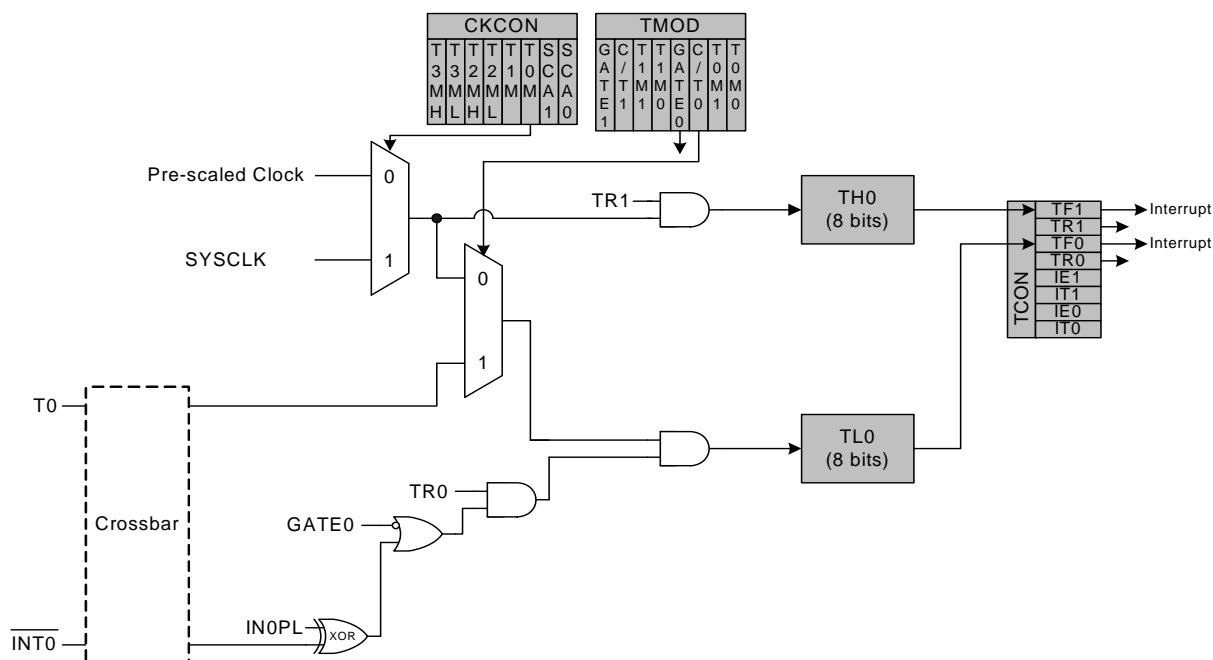 CKCON
T3MH T3ML T2MH T2ML T1M T0M SCA1 SCA0
TMOD
GATE1 C/T1 T1M1 T1M0 GATE0 C/T0 T0M1 T0M0
Pre-scaled Clock
0
SYSCLK
1
TR1
TH0
(8 bits)
0
1
TCON
TF1
TR1
TF0
TR0
IE1
IT1
IE0
IT0
Interrupt
Interrupt
T0
Crossbar
TL0
(8 bits)
TR0
GATE0
IN0PL
XOR
INT0